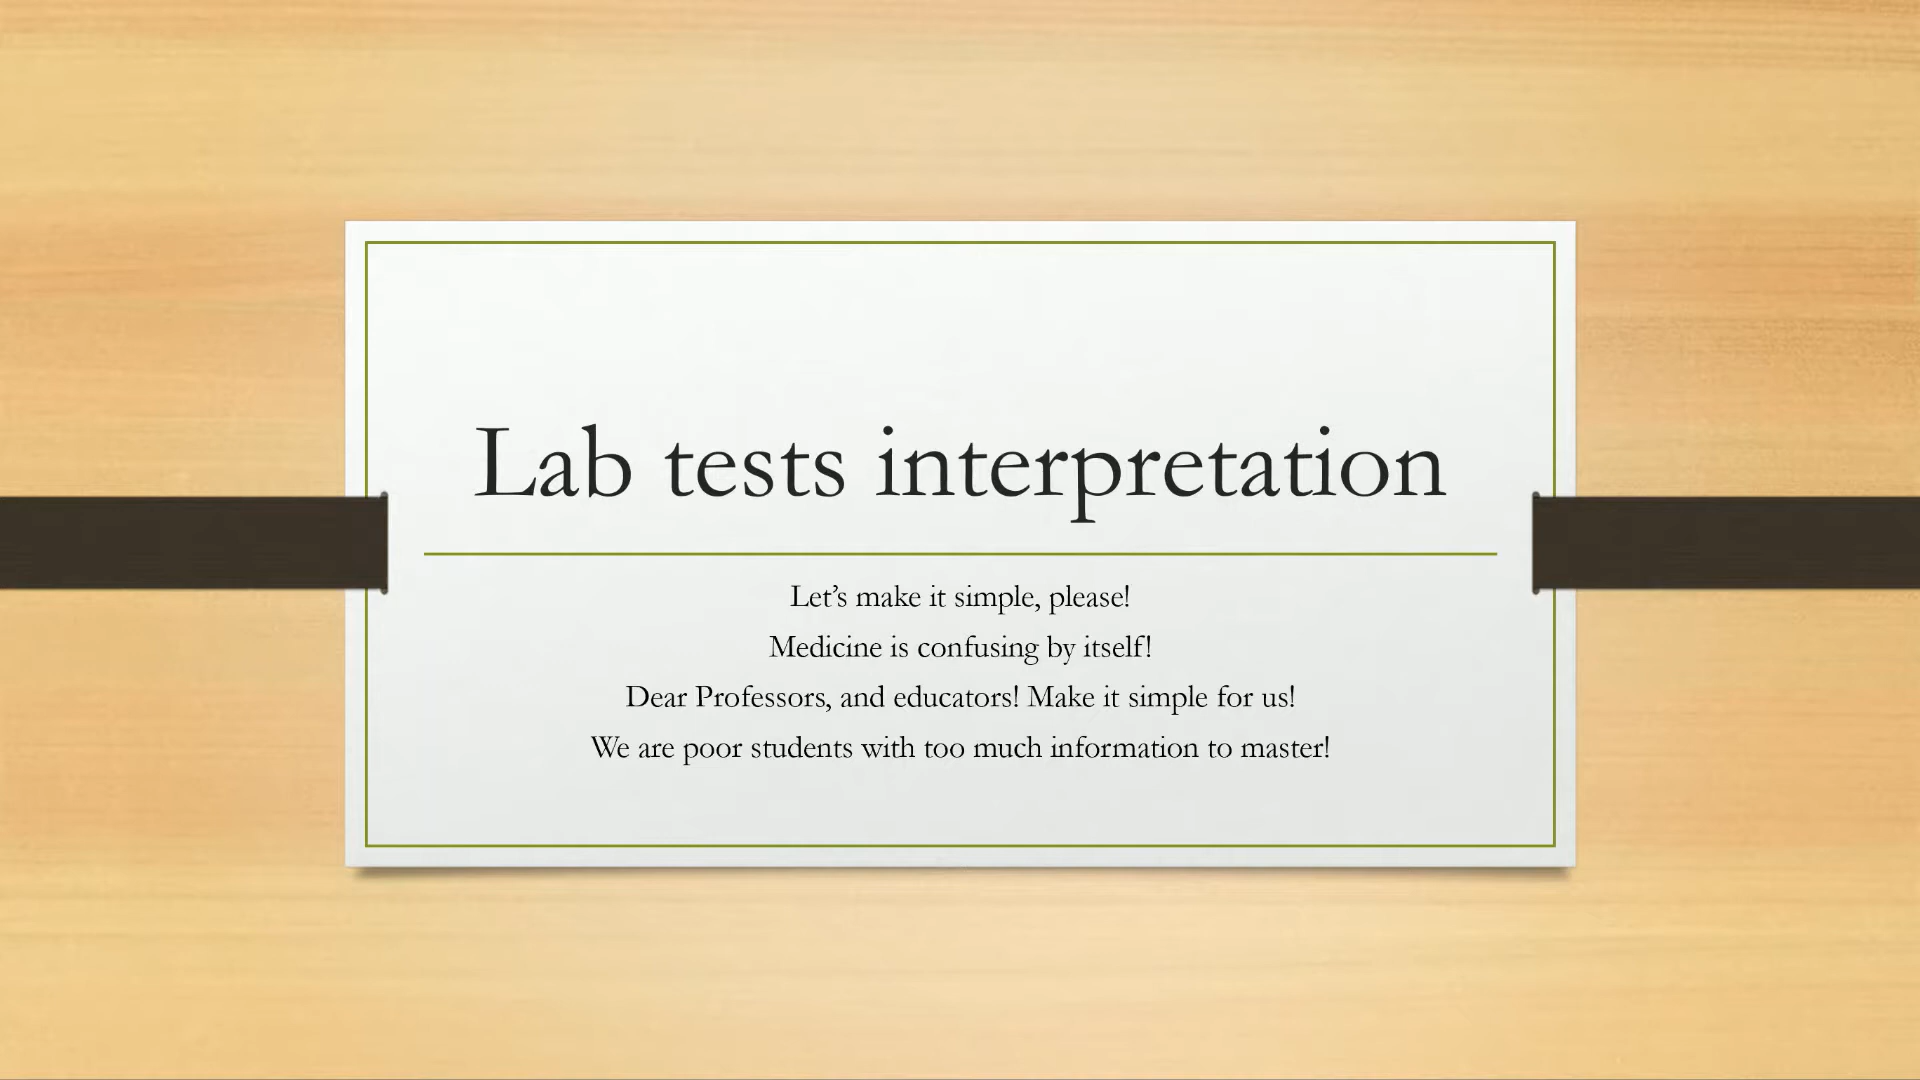 Lab tests interpretation
Let’s make it simple, please!
Medicine is confusing by itself!
Dear Professors, and educators! Make it simple for us!
We are poor students with too much information to master!